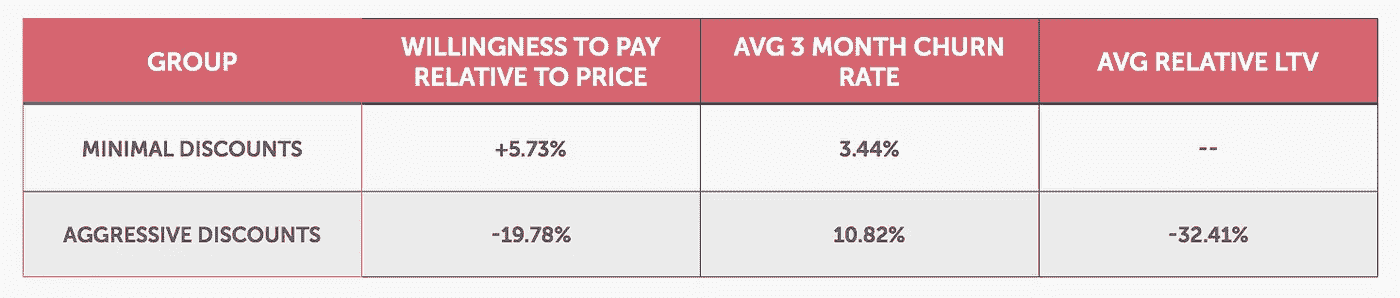 GROUP
WILLINGNESS TO PAY
RELATIVE TO PRICE
AVG 3 MONTH CHURN
RATE
AVG RELATIVE LTV
MINIMAL DISCOUNTS
+5.73%
3.44%
--
AGGRESSIVE DISCOUNTS
-19.78%
10.82%
-32.41%